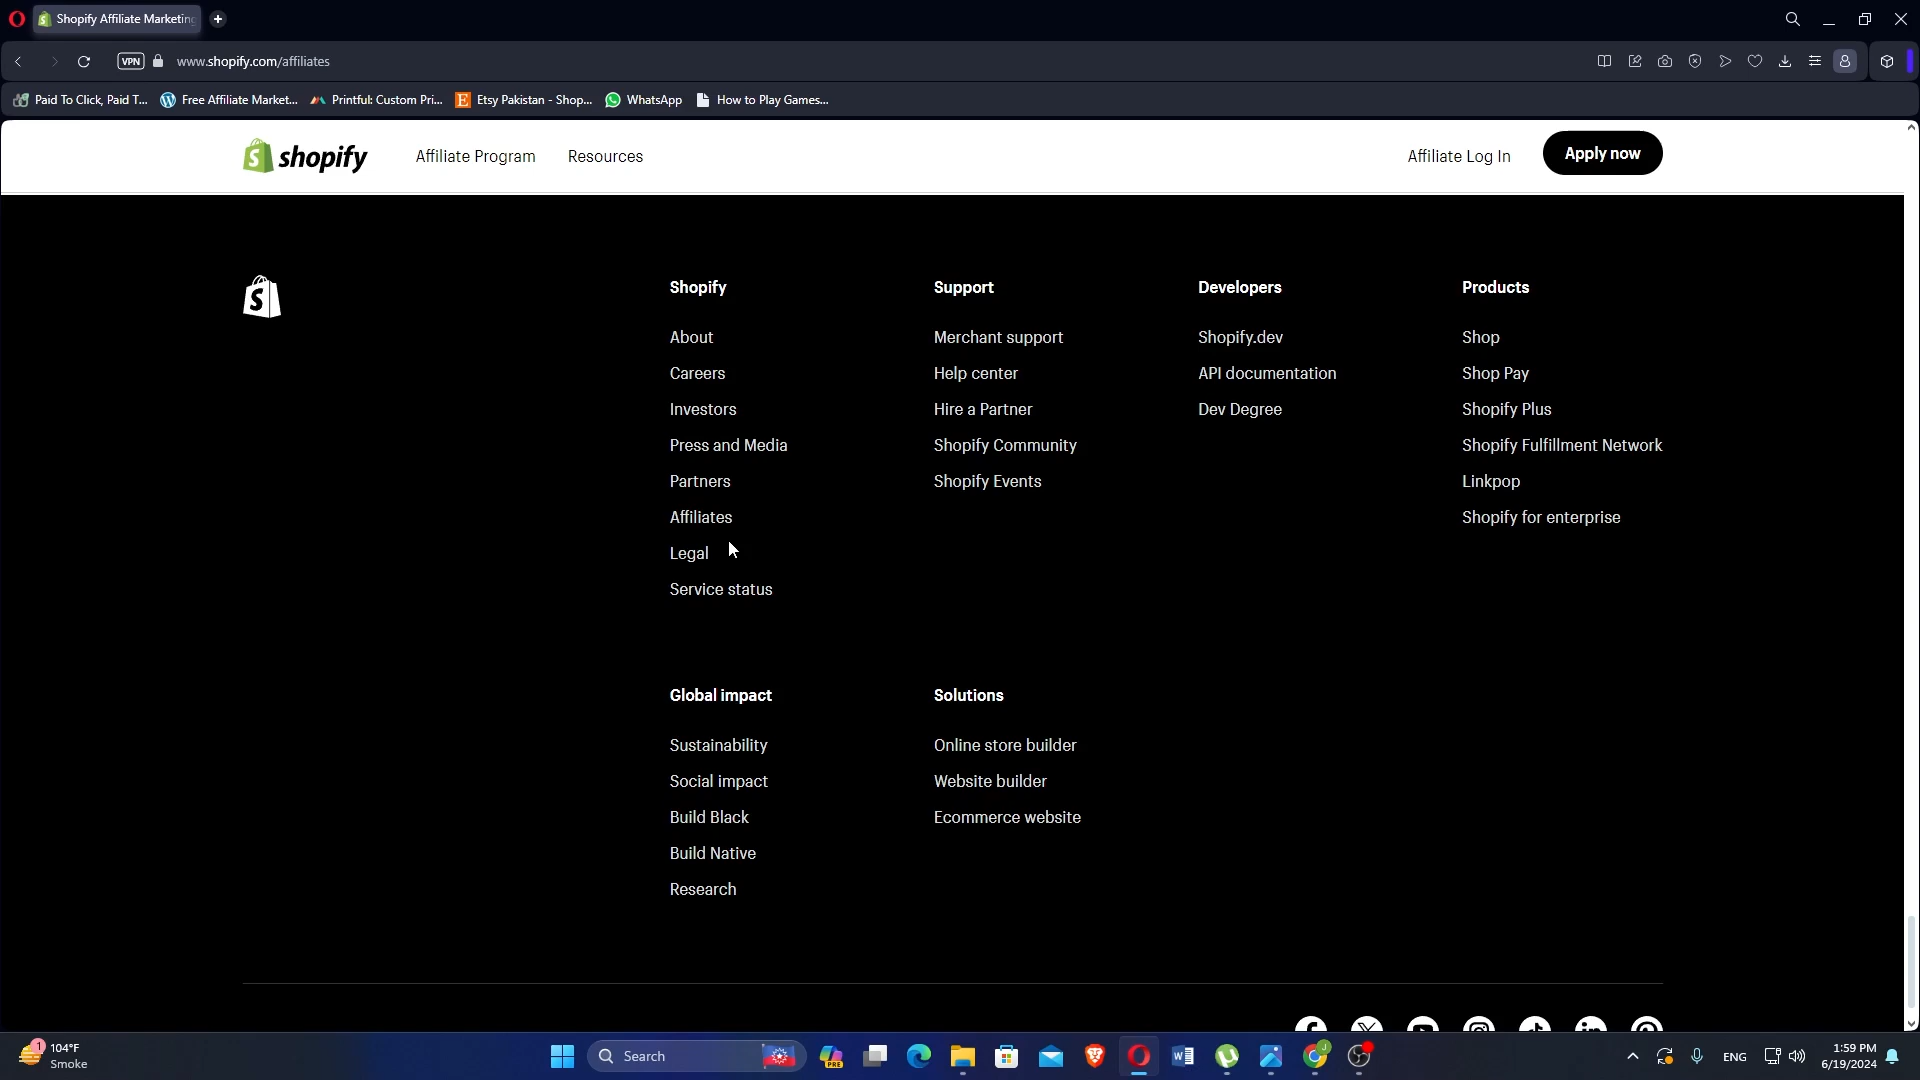 Shopify Affiliate Marketing
VPN
www.shopify.com/affiliates
Paid To Click, Paid T...
Free Affiliate Market...
Printful: Custom Pri...
Etsy Pakistan - Shop...
WhatsApp
How to Play Games...
shopify
Affiliate Program
Resources
Affiliate Log In
Apply now
Shopify
About
Careers
Investors
Press and Media
Partners
Affiliates
Legal
Service status
Support
Merchant support
Help center
Hire a Partner
Shopify Community
Shopify Events
Developers
Shopify.dev
API documentation
Dev Degree
Products
Shop
Shop Pay
Shopify Plus
Shopify Fulfillment Network
Linkpop
Shopify for enterprise
Global impact
Sustainability
Social impact
Build Black
Build Native
Research
Solutions
Online store builder
Website builder
Ecommerce website
1
104°F
Smoke
Search
PRE
J
ENG
1:59 PM
6/19/2024